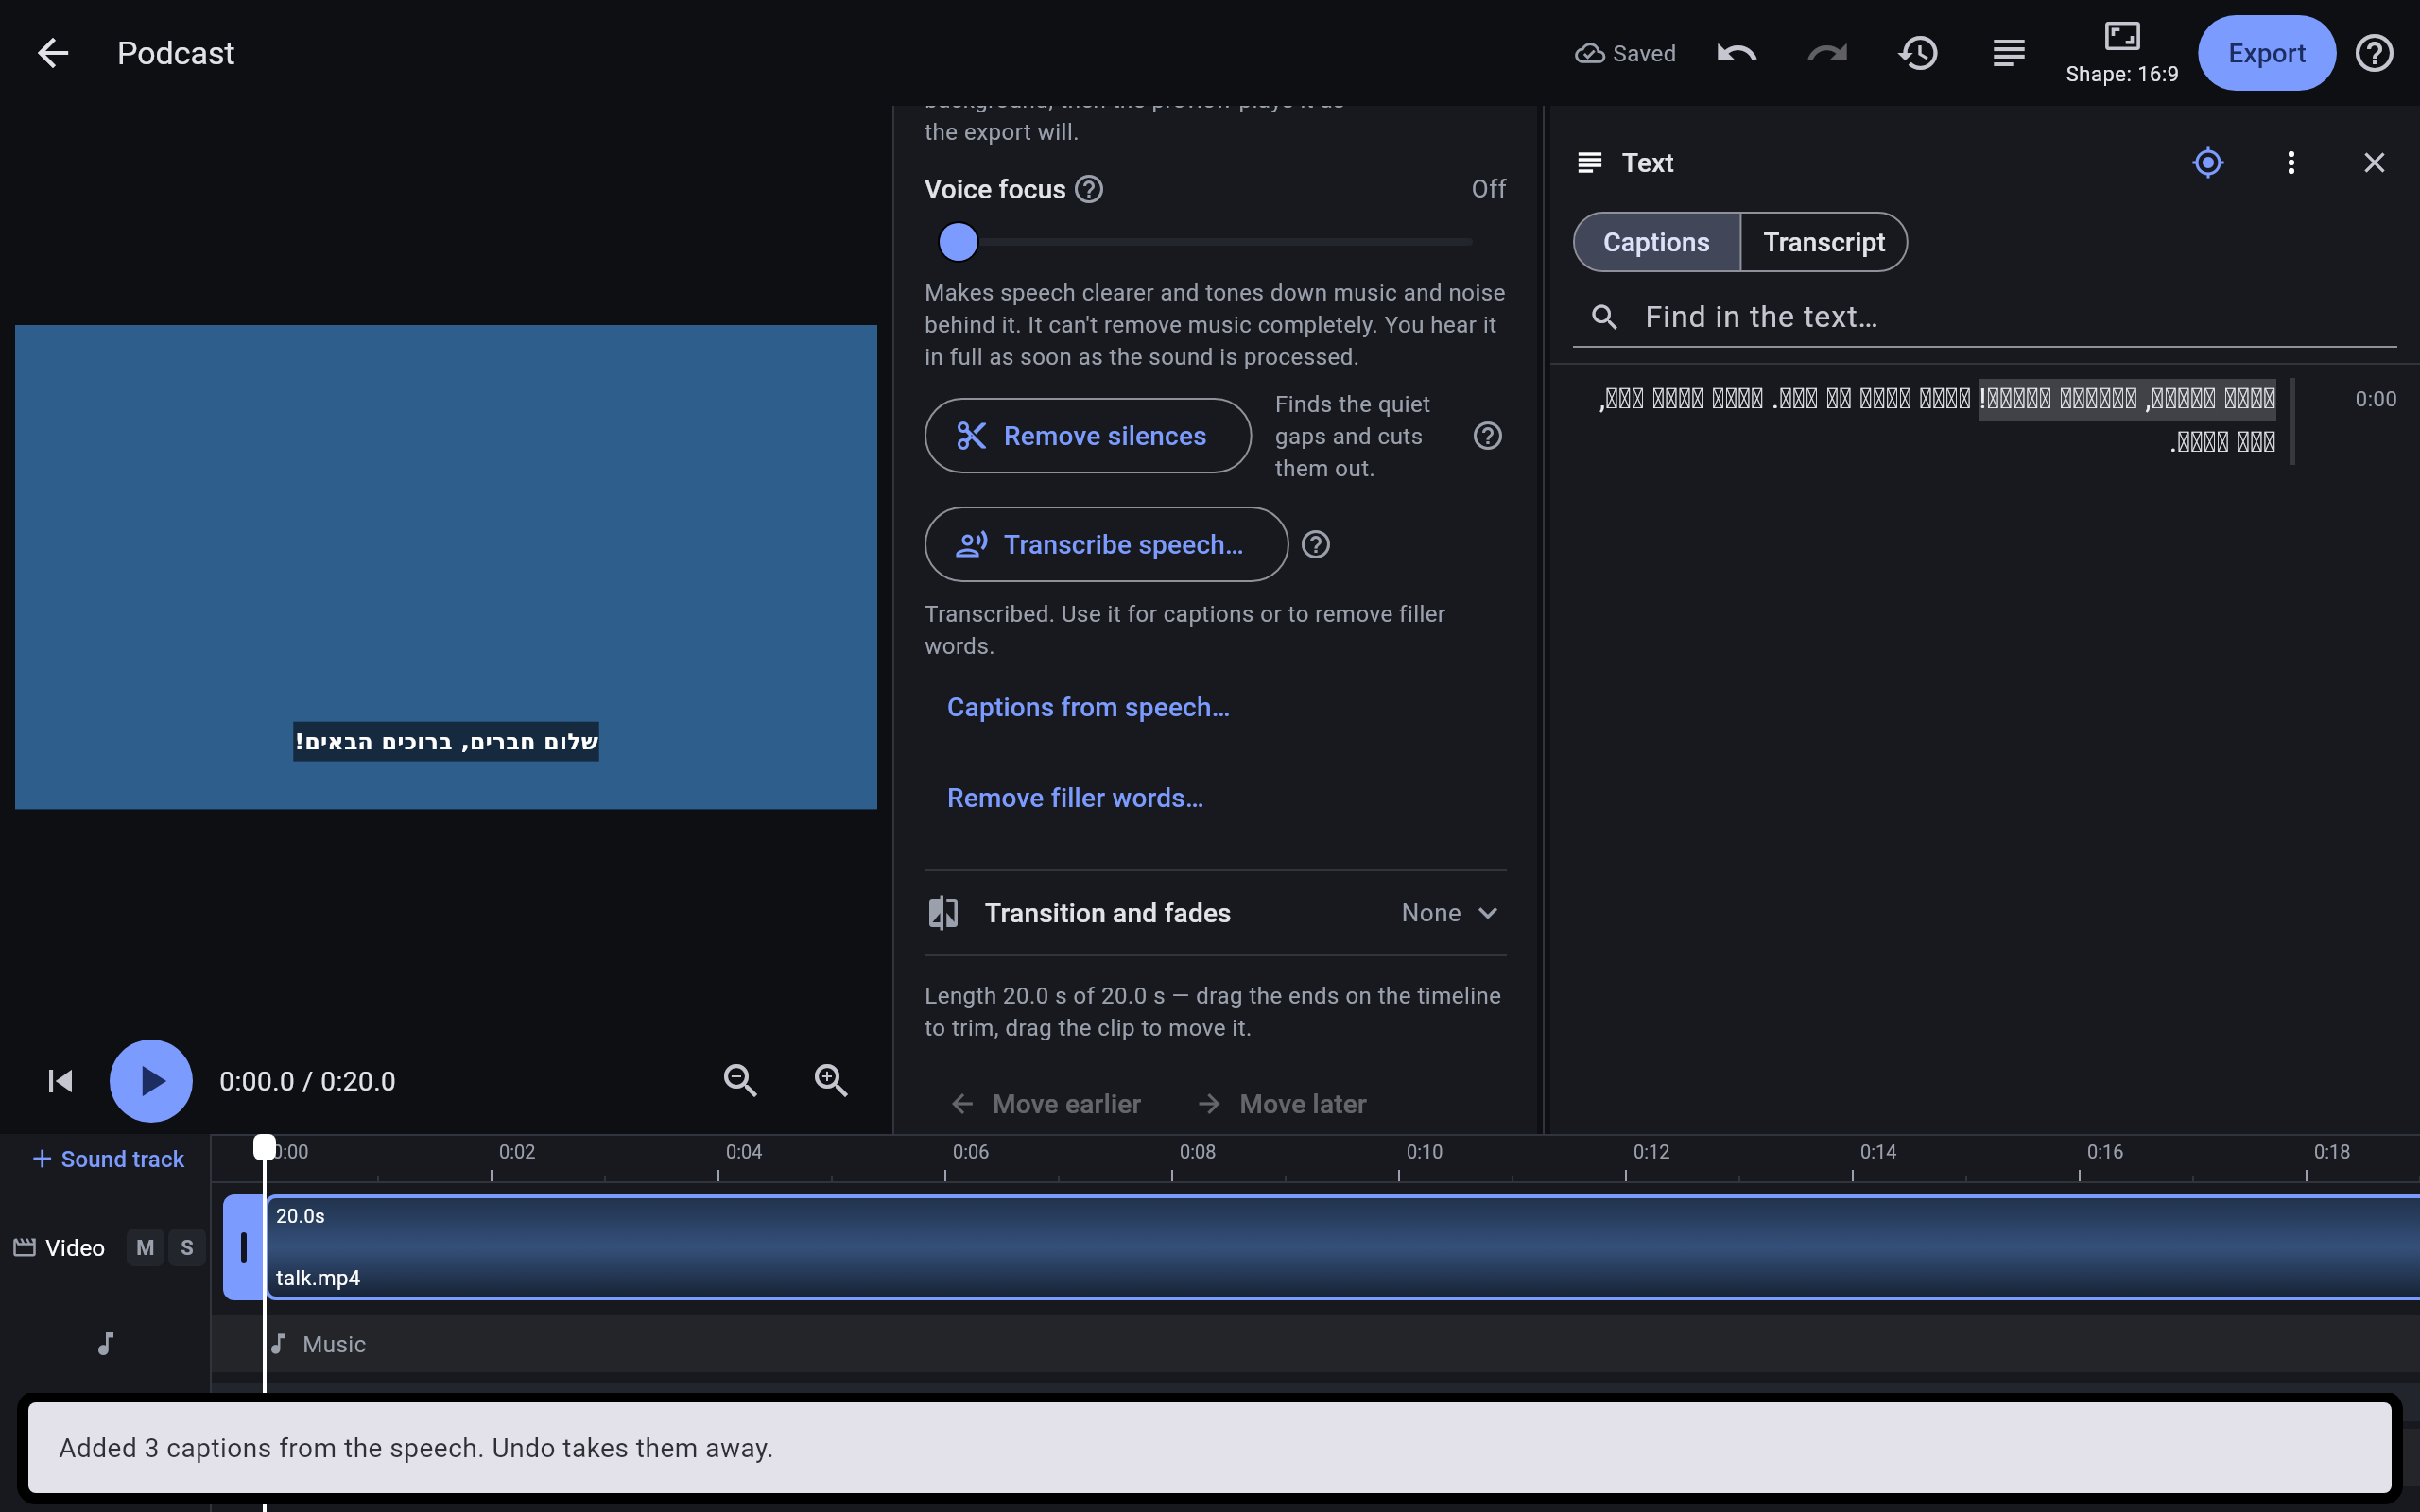 Podcast
Saved
Shape: 16:9
Export
the export will.
Voice focus
Off
Makes speech clearer and tones down music and noise
behind it. It can't remove music completely. You hear it
in full as soon as the sound is processed.
Remove silences
Finds the quiet
gaps and cuts
them out.
Transcribe speech…
Transcribed. Use it for captions or to remove filler
words.
Captions from speech…
Remove filler words…
Transition and fades
None
Length 20.0 s of 20.0 s — drag the ends on the timeline
to trim, drag the clip to move it.
Move earlier
Move later
Text
Captions
Transcript
Find in the text…
0:00
שלום חברים, ברוכים הבאים!
0:00.0 / 0:20.0
Sound track
0:00
0:02
0:04
0:06
0:08
0:10
0:12
0:14
0:16
0:18
Video
M
S
20.0s
talk.mp4
Music
Added 3 captions from the speech. Undo takes them away.